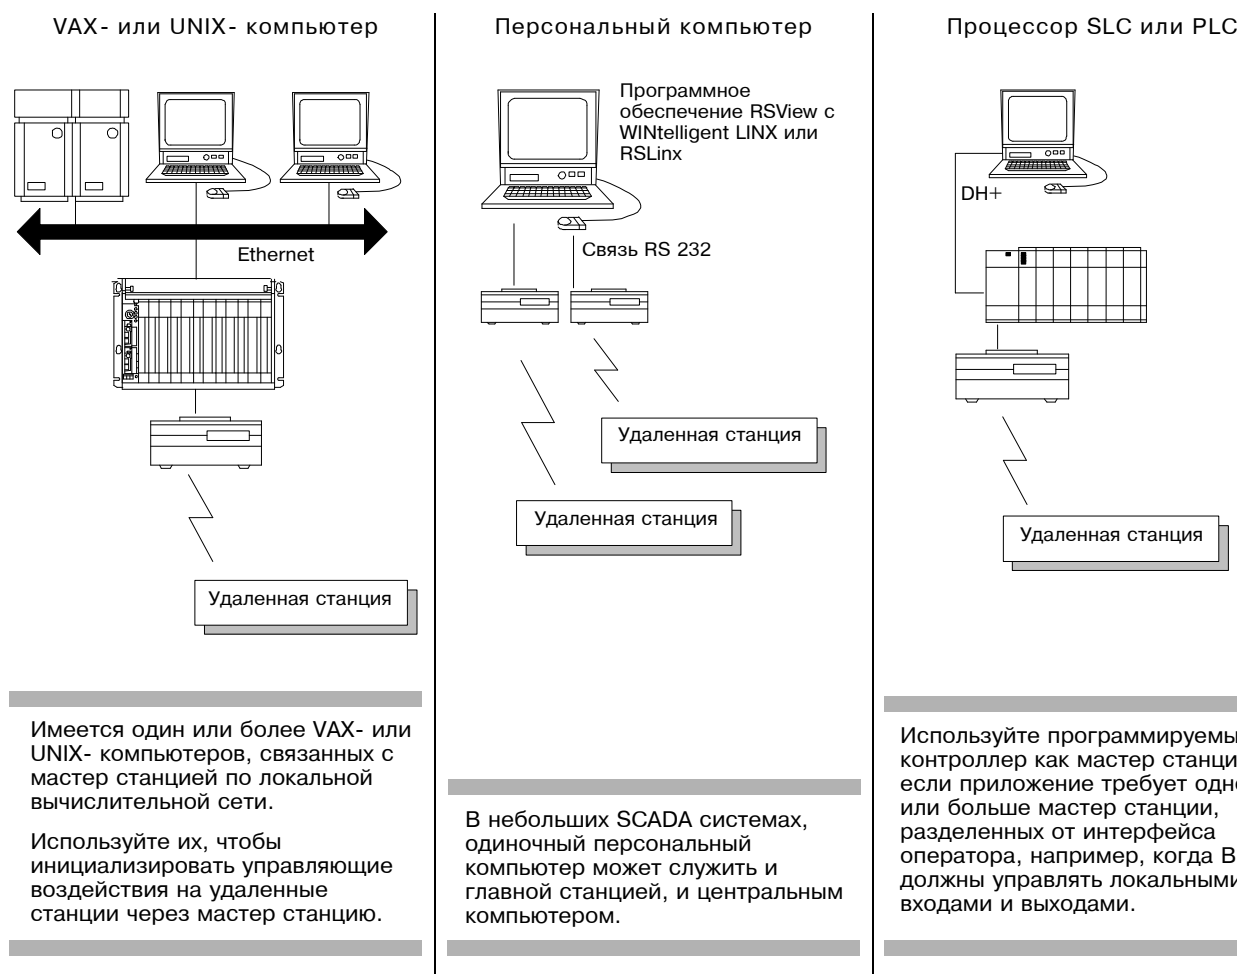 VAX- или UNIX- компьютер
Ethernet
Удаленная станция
Имеется один или более VAX- или
UNIX- компьютеров, связанных с
мастер станцией по локальной
вычислительной сети.
Используйте их, чтобы
инициализировать управляющие
воздействия на удаленные
станции через мастер станцию.
Персональный компьютер
Программное
обеспечение RSView с
WINtelligent LINX или
RSLinx
Связь RS 232
Удаленная станция
Удаленная станция
В небольших SCADA системах,
одиночный персональный
компьютер может служить и
главной станцией, и центральным
компьютером.
Процессор SLC или PLC
DH+
Удаленная станция
Используйте программируемы
контроллер как мастер станци
если приложение требует одн
или больше мастер станции,
разделенных от интерфейса
оператора, например, когда В
должны управлять локальными
входами и выходами.